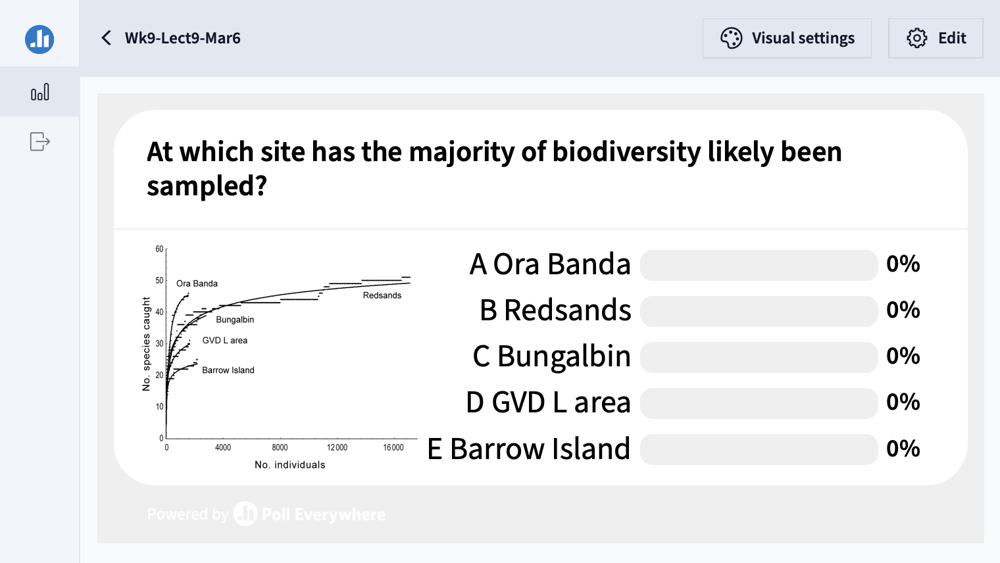 Wk9-Lect9-Mar6
Visual settings
Edit
At which site has the majority of biodiversity likely been
sampled?
60
50
40
30
20
10
0
No. species caught
Ora Banda
Redsands
Bungalbin
GVD L area
Barrow Island
0 4000 8000 12000 16000
No. individuals
A Ora Banda 0%
B Redsands 0%
C Bungalbin 0%
D GVD L area 0%
E Barrow Island 0%
Powered by Poll Everywhere